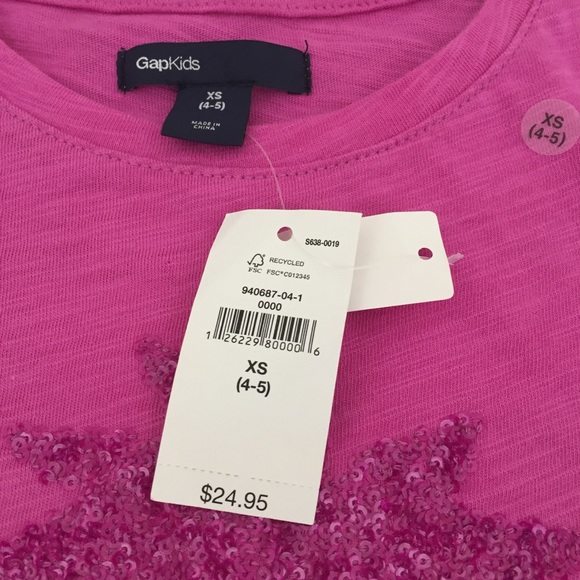 GapKids
XS
(4-5)
MADE IN
CHINA
XS
(4-5)
S638-0019
RECYCLED
FSC FSC®C012345
940687-04-1
0000
1 26229 80000 6
XS
(4-5)
$24.95